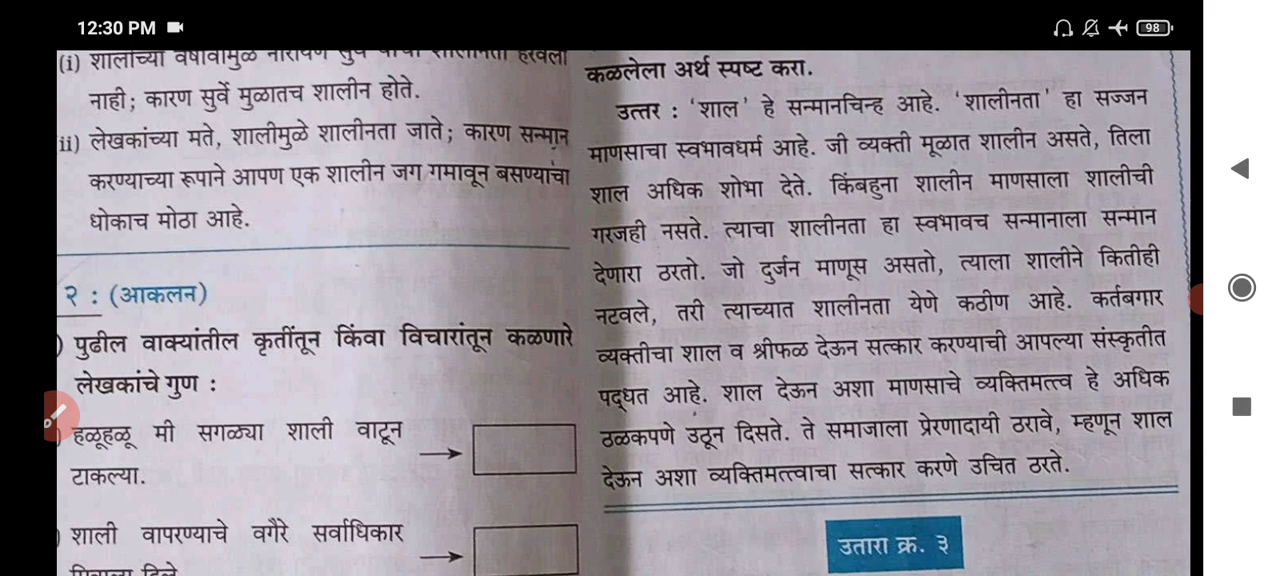 12:30 PM
98
(i) शालींच्या वर्षावामुळे नारायण सुर्वे यांची शालीनता हरवली
नाही; कारण सुर्वे मुळातच शालीन होते.
ii) लेखकांच्या मते, शालीमुळे शालीनता जाते; कारण सन्मान
करण्याच्या रूपाने आपण एक शालीन जग गमावून बसण्याचा
धोकाच मोठा आहे.
२ : (आकलन)
) पुढील वाक्यांतील कृतींतून किंवा विचारांतून कळणारे
लेखकांचे गुण :
हळूहळू मी सगळ्या शाली वाटून
टाकल्या.
) शाली वापरण्याचे वगैरे सर्वाधिकार
मित्राला दिले
कळलेला अर्थ स्पष्ट करा.
उत्तर : 'शाल' हे सन्मानचिन्ह आहे. 'शालीनता' हा सज्जन
माणसाचा स्वभावधर्म आहे. जी व्यक्ती मूळात शालीन असते, तिला
शाल अधिक शोभा देते. किंबहुना शालीन माणसाला शालीची
गरजही नसते. त्याचा शालीनता हा स्वभावच सन्मानाला सन्मान
देणारा ठरतो. जो दुर्जन माणूस असतो, त्याला शालीने कितीही
नटवले, तरी त्याच्यात शालीनता येणे कठीण आहे. कर्तबगार
व्यक्तीचा शाल व श्रीफळ देऊन सत्कार करण्याची आपल्या संस्कृतीत
पद्धत आहे. शाल देऊन अशा माणसाचे व्यक्तिमत्त्व हे अधिक
ठळकपणे उठून दिसते. ते समाजाला प्रेरणादायी ठरावे, म्हणून शाल
देऊन अशा व्यक्तिमत्त्वाचा सत्कार करणे उचित ठरते.
उतारा क्र. ३